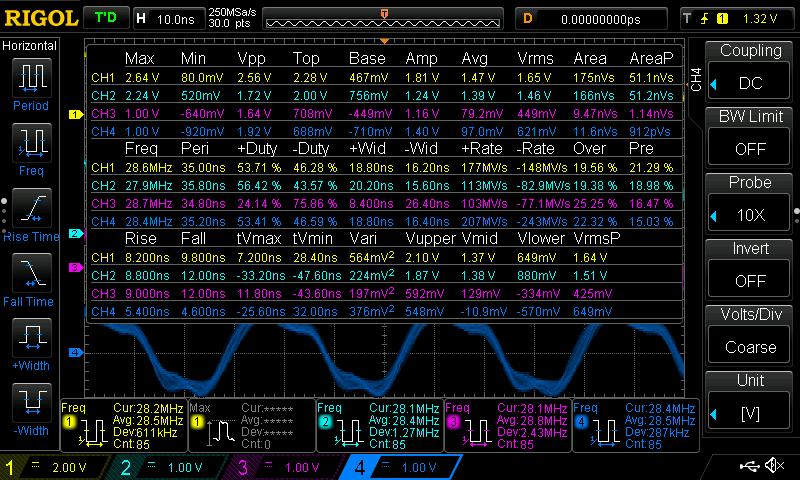 RIGOL T'D H 10.0ns 250MSa/s 30.0 pts T D 0.00000000ps T 1 1.32 V
Horizontal
Period
Freq
Rise Time
Fall Time
+Width
-Width
Max Min Vpp Top Base Amp Avg Vrms Area AreaP
CH1 2.64 V 80.0mV 2.56 V 2.28 V 467mV 1.81 V 1.47 V 1.65 V 175nVs 51.1nVs
CH2 2.24 V 520mV 1.72 V 2.00 V 756mV 1.24 V 1.39 V 1.46 V 166nVs 51.2nVs
CH3 1.00 V -640mV 1.64 V 708mV -449mV 1.16 V 79.2mV 449mV 9.47nVs 1.14nVs
CH4 1.00 V -920mV 1.92 V 688mV -710mV 1.40 V 97.0mV 621mV 11.6nVs 912pVs
Freq Peri +Duty -Duty +Wid -Wid +Rate -Rate Over Pre
CH1 28.6MHz 35.00ns 53.71 % 46.28 % 18.80ns 16.20ns 177MV/s -148MV/s 19.56 % 21.29 %
CH2 27.9MHz 35.80ns 56.42 % 43.57 % 20.20ns 15.60ns 113MV/s -82.9MV/s 19.38 % 18.98 %
CH3 28.7MHz 34.80ns 24.14 % 75.86 % 8.400ns 26.40ns 103MV/s -77.1MV/s 25.25 % 16.47 %
CH4 28.4MHz 35.20ns 53.41 % 46.59 % 18.80ns 16.40ns 207MV/s -243MV/s 22.32 % 15.03 %
Rise Fall tVmax tVmin Vari Vupper Vmid Vlower VrmsP
CH1 8.200ns 9.800ns 7.200ns 28.40ns 564mV² 2.10 V 1.37 V 649mV 1.64 V
CH2 8.800ns 12.00ns -33.20ns -47.60ns 224mV² 1.87 V 1.38 V 880mV 1.51 V
CH3 9.000ns 12.00ns 11.80ns -43.60ns 197mV² 592mV 129mV -334mV 425mV
CH4 5.400ns 4.600ns -25.60ns 32.00ns 376mV² 548mV -10.9mV -570mV 649mV
1
2
3
4
CH4
Coupling
DC
BW Limit
OFF
Probe
10X
Invert
OFF
Volts/Div
Coarse
Unit
[V]
Freq 1 Cur:28.2MHz Avg:28.5MHz Dev:611kHz Cnt:85
Max 1 Cur:***** Avg:***** Dev:***** Cnt:0
Freq 2 Cur:28.1MHz Avg:28.4MHz Dev:1.27MHz Cnt:85
Freq 3 Cur:28.1MHz Avg:28.8MHz Dev:2.43MHz Cnt:85
Freq 4 Cur:28.4MHz Avg:28.5MHz Dev:287kHz Cnt:85
1 2.00 V 2 1.00 V 3 1.00 V 4 1.00 V